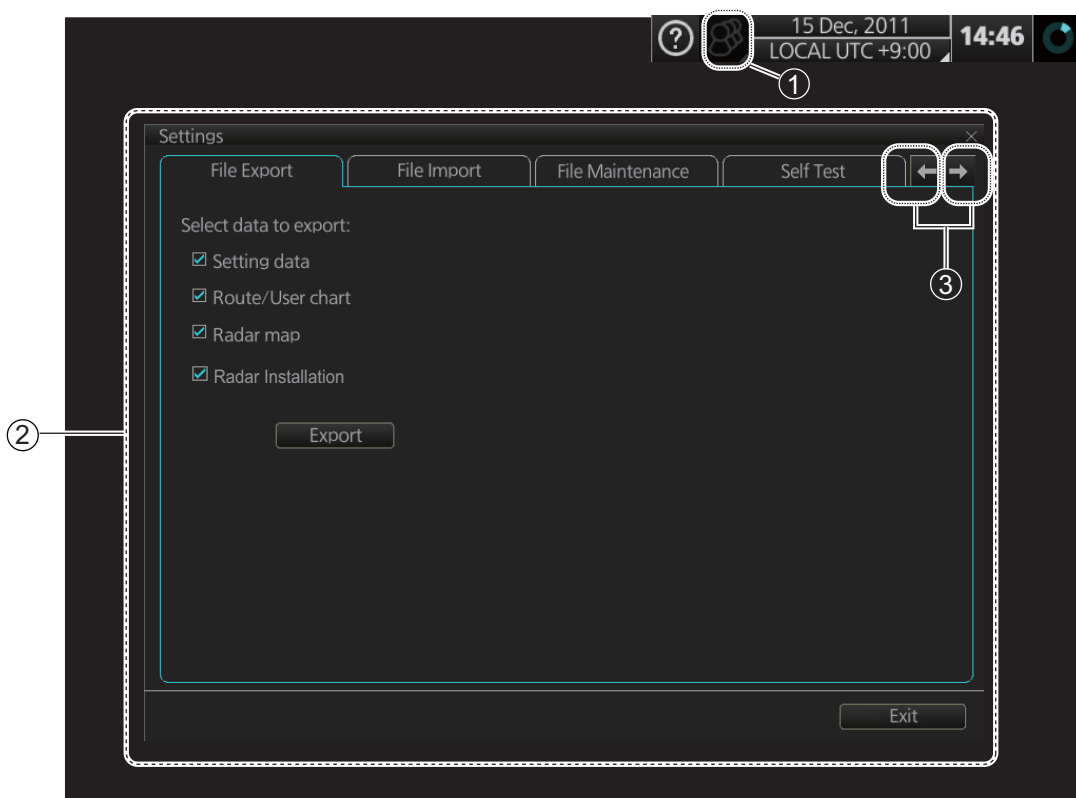 ? 15 Dec, 2011 14:46
LOCAL UTC +9:00
1
Settings
File Export File Import File Maintenance Self Test
Select data to export:
Setting data
Route/User chart
3
Radar map
Radar Installation
2
Export
Exit